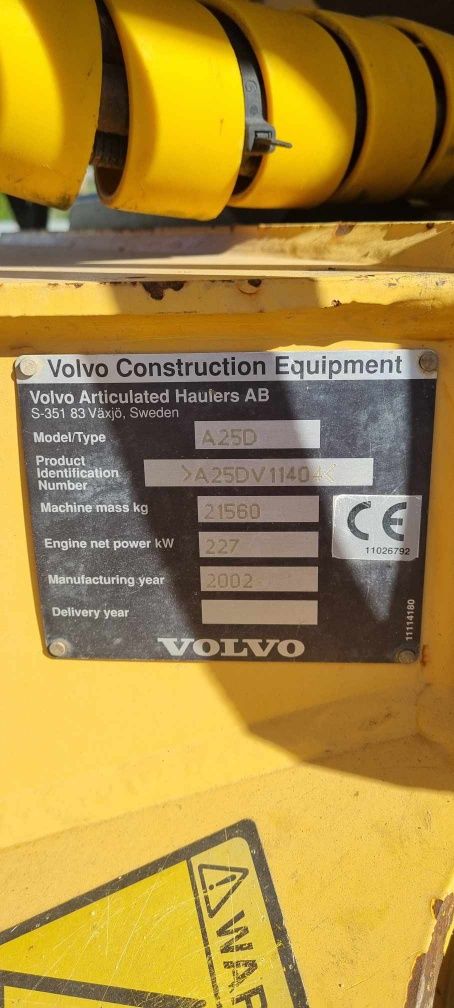 Volvo Construction Equipment
Volvo Articulated Haulers AB
S-351 83 Växjö, Sweden
Model/Type A25D
Product
Identification
Number >A25DV11404<
Machine mass kg 21560
Engine net power kW 227
Manufacturing year 2002
Delivery year
CE
11026792
11114180
VOLVO
WAR